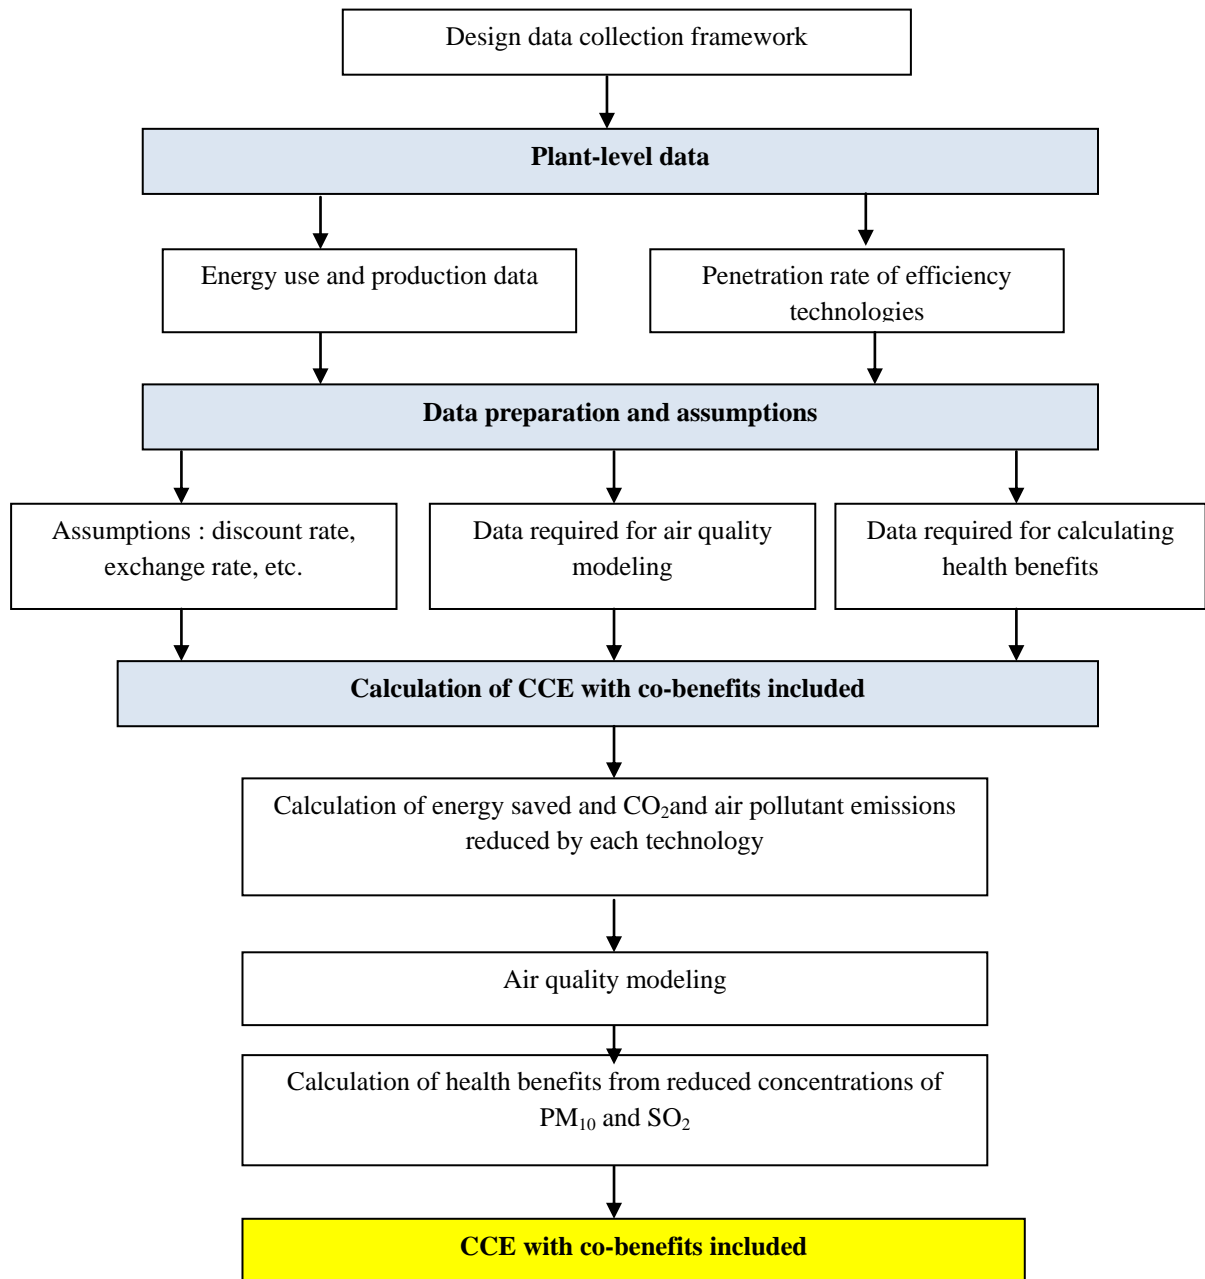 Design data collection framework
Plant-level data
Energy use and production data
Penetration rate of efficiency
technologies
Data preparation and assumptions
Assumptions : discount rate,
exchange rate, etc.
Data required for air quality
modeling
Data required for calculating
health benefits
Calculation of CCE with co-benefits included
Calculation of energy saved and CO₂and air pollutant emissions
reduced by each technology
Air quality modeling
Calculation of health benefits from reduced concentrations of
PM₁₀ and SO₂
CCE with co-benefits included